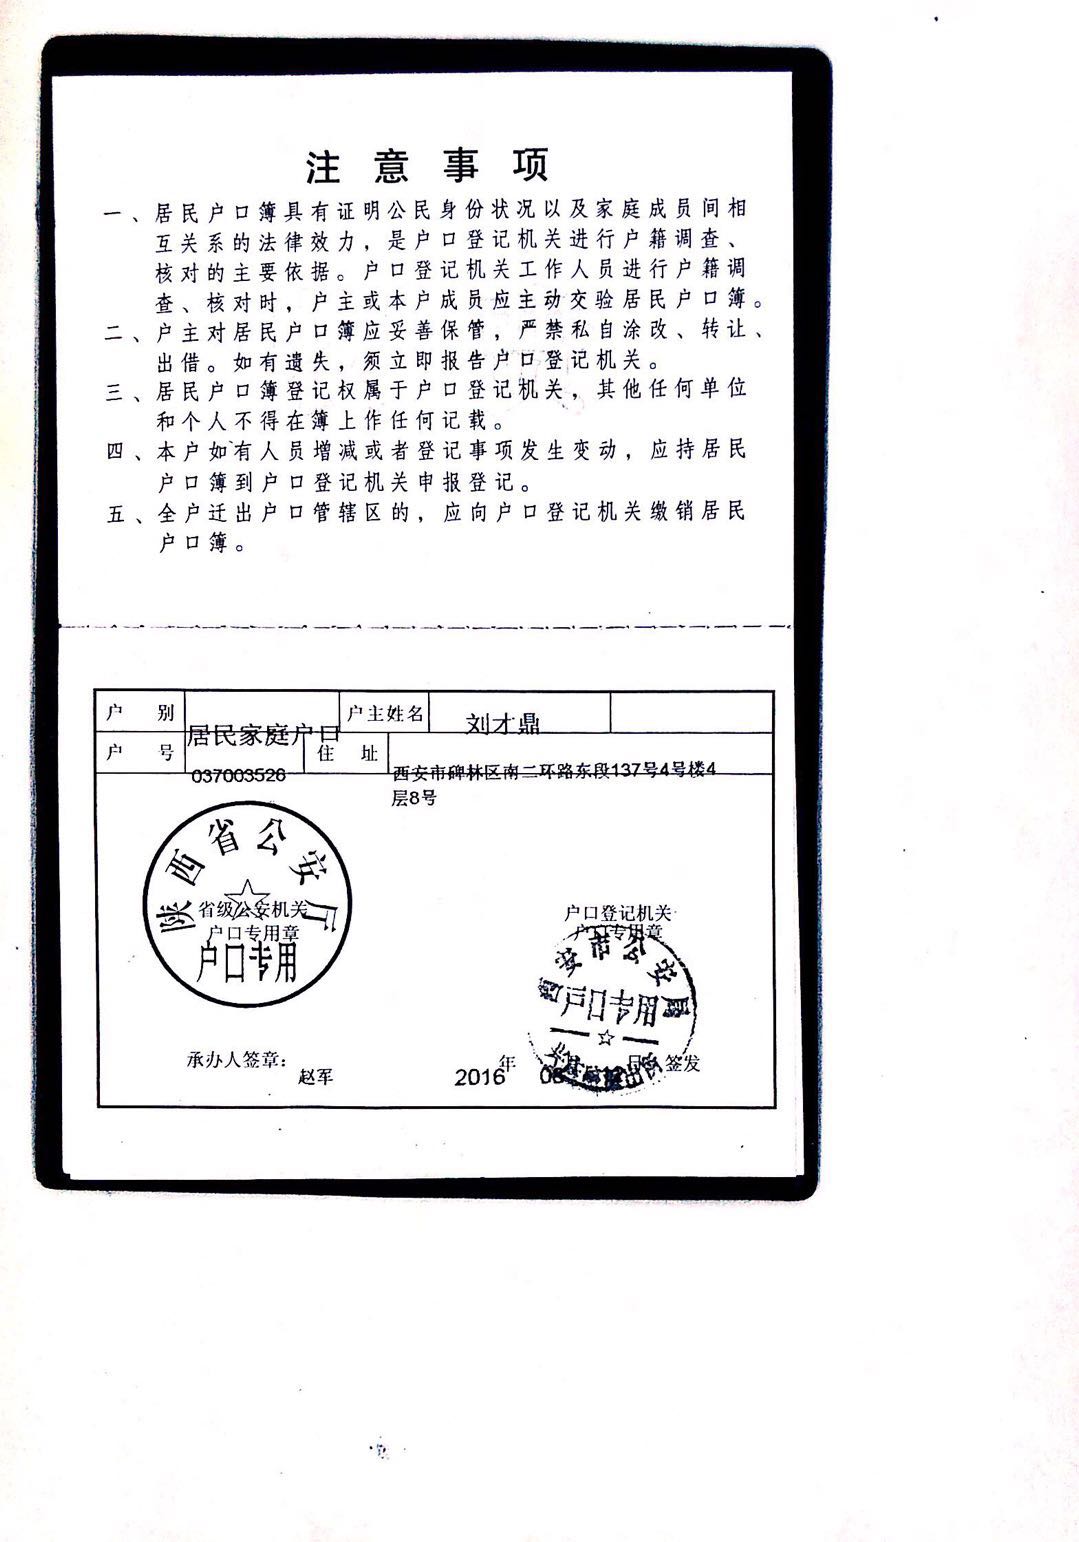 注意事项
一、居民户口簿具有证明公民身份状况以及家庭成员间相
互关系的法律效力，是户口登记机关进行户籍调查、
核对的主要依据。户口登记机关工作人员进行户籍调
查、核对时，户主或本户成员应主动交验居民户口簿。
二、户主对居民户口簿应妥善保管，严禁私自涂改、转让、
出借。如有遗失，须立即报告户口登记机关。
三、居民户口簿登记权属于户口登记机关，其他任何单位
和个人不得在簿上作任何记载。
四、本户如有人员增减或者登记事项发生变动，应持居民
户口簿到户口登记机关申报登记。
五、全户迁出户口管辖区的，应向户口登记机关缴销居民
户口簿。
户别 居民家庭户口 户主姓名 刘才鼎
户号 037003528 住址 西安市碑林区南二环路东段137号4号楼4
层8号
陕西省公安厅
省级公安机关
户口专用章
户口专用
户口登记机关
户口专用章
西安市公安局
户口专用
承办人签章： 赵军
2016年 08 日签发